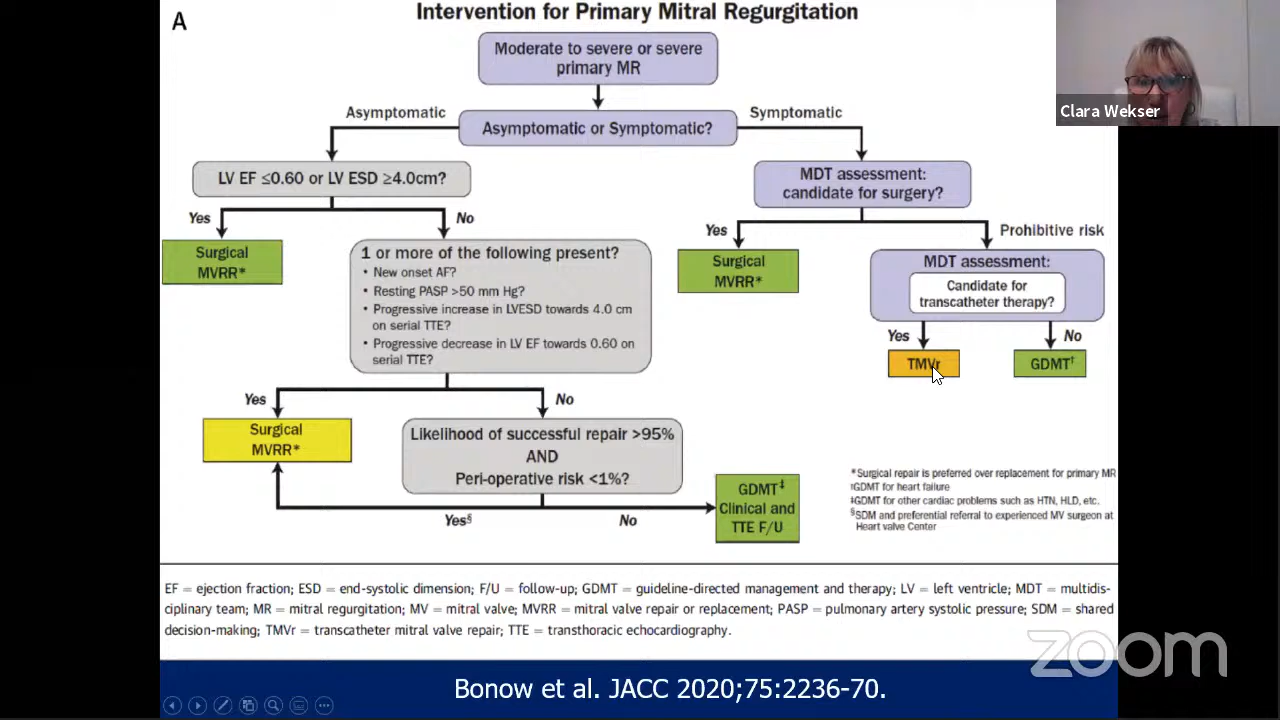 A
Intervention for Primary Mitral Regurgitation
Moderate to severe or severe
primary MR
Asymptomatic
Symptomatic
Asymptomatic or Symptomatic?
LV EF ≤0.60 or LV ESD ≥4.0cm?
MDT assessment:
candidate for surgery?
Yes
No
Yes
Prohibitive risk
Surgical
MVRR*
1 or more of the following present?
• New onset AF?
• Resting PASP >50 mm Hg?
• Progressive increase in LVESD towards 4.0 cm
on serial TTE?
• Progressive decrease in LV EF towards 0.60 on
serial TTE?
Surgical
MVRR*
MDT assessment:
Candidate for
transcatheter therapy?
Yes
No
TMVr
GDMT†
Yes
No
Surgical
MVRR*
Likelihood of successful repair >95%
AND
Peri-operative risk <1%?
Yes§
No
GDMT‡
Clinical and
TTE F/U
*Surgical repair is preferred over replacement for primary MR
†GDMT for heart failure
‡GDMT for other cardiac problems such as HTN, HLD, etc.
§SDM and preferential referral to experienced MV surgeon at
Heart valve Center
EF = ejection fraction; ESD = end-systolic dimension; F/U = follow-up; GDMT = guideline-directed management and therapy; LV = left ventricle; MDT = multidis-
ciplinary team; MR = mitral regurgitation; MV = mitral valve; MVRR = mitral valve repair or replacement; PASP = pulmonary artery systolic pressure; SDM = shared
decision-making; TMVr = transcatheter mitral valve repair; TTE = transthoracic echocardiography.
Bonow et al. JACC 2020;75:2236-70.
Clara Wekser
zoom